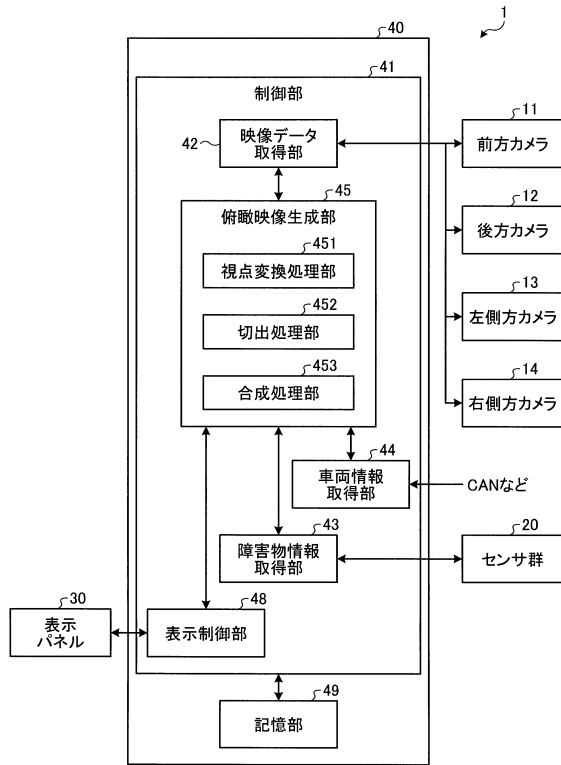 1
40
41
制御部
42
映像データ
取得部
11
前方カメラ
45
俯瞰映像生成部
12
後方カメラ
451
視点変換処理部
452
切出処理部
13
左側方カメラ
453
合成処理部
14
右側方カメラ
44
車両情報
取得部
CANなど
43
障害物情報
取得部
20
センサ群
30
表示
パネル
48
表示制御部
49
記憶部